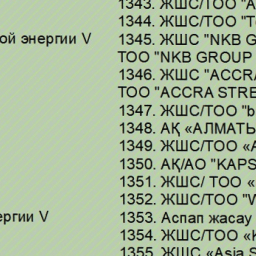 1343. ЖШС/ТОО "А
1344. ЖШС/ТОО "Т
ой энергии V
1345. ЖШС "NKB G
ТОО "NKB GROUP
1346. ЖШС "ACCRA
ТОО "ACCRA STRE
1347. ЖШС/ТОО "b
1348. АҚ «АЛМАТЬ
1349. ЖШС/ТОО «А
1350. АҚ/АО "KAPS
1351. ЖШС/ ТОО «
1352. ЖШС/ТОО "V
ергии V
1353. Аспап жасау
1354. ЖШС/ТОО «К
1355. ЖШС «Asia S